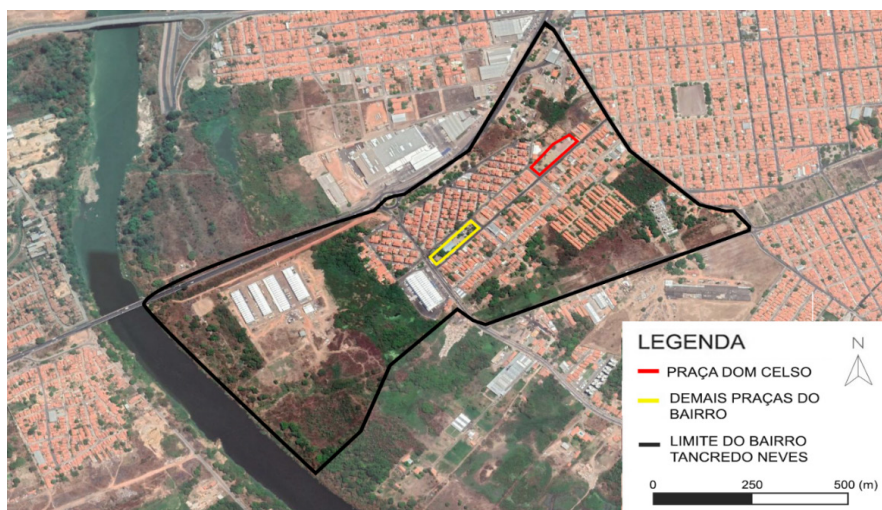 LEGENDA
N
PRAÇA DOM CELSO
DEMAIS PRAÇAS DO
BAIRRO
LIMITE DO BAIRRO
TANCREDO NEVES
0 250 500 (m)